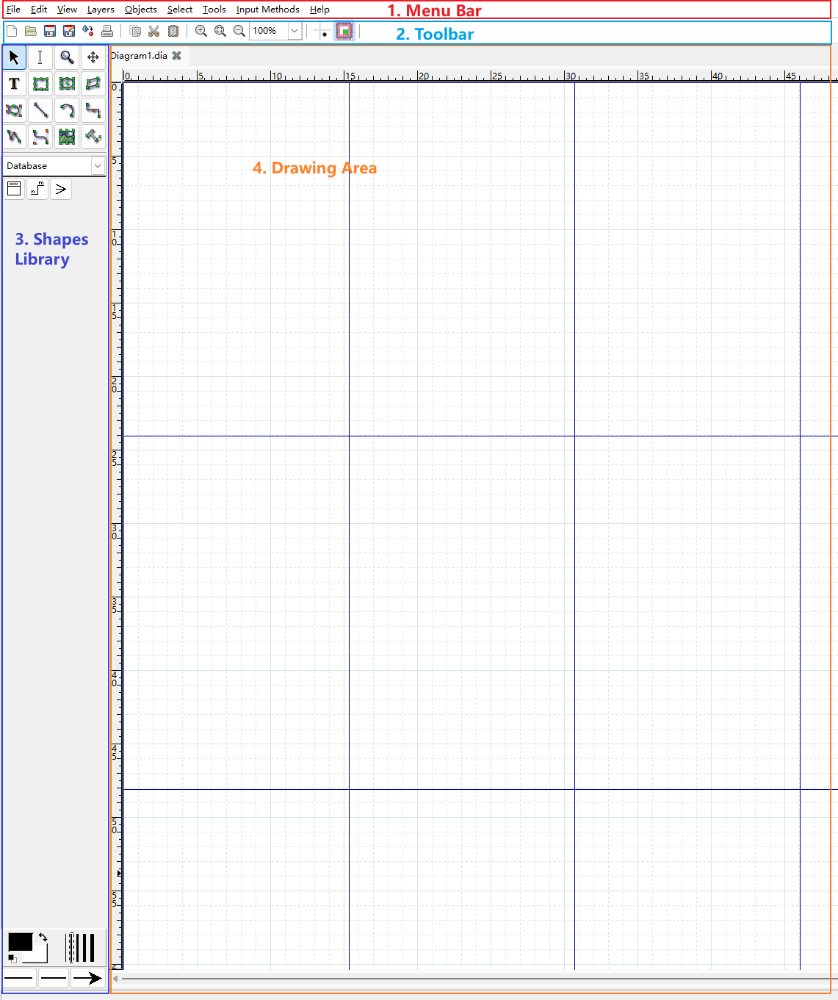 File Edit View Layers Objects Select Tools Input Methods Help
1. Menu Bar
100%
2. Toolbar
Diagram1.dia
0 5 10 15 20 25 30 35 40 45
T
0
5
10
15
20
25
30
35
40
45
50
55
6
4. Drawing Area
Database
xxx
n m
3. Shapes
Library